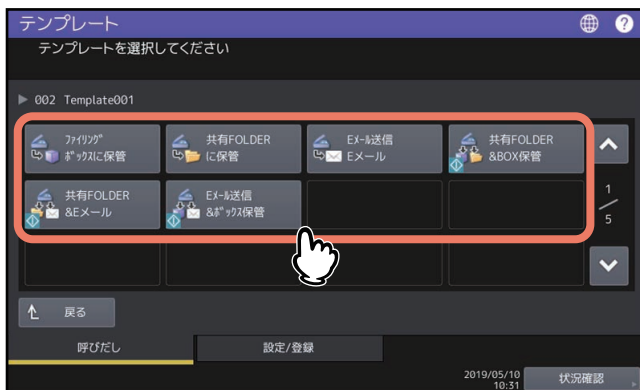 テンプレート
?
テンプレートを選択してください
002 Template001
ﾌｧｲﾘﾝｸﾞ
ﾎﾞｯｸｽに保管
共有FOLDER
に保管
Eﾒｰﾙ送信
Eメール
共有FOLDER
&BOX保管
共有FOLDER
&Eメール
Eﾒｰﾙ送信
&ﾎﾞｯｸｽ保管
1
5
戻る
呼びだし
設定/登録
2019/05/10
10:31
状況確認